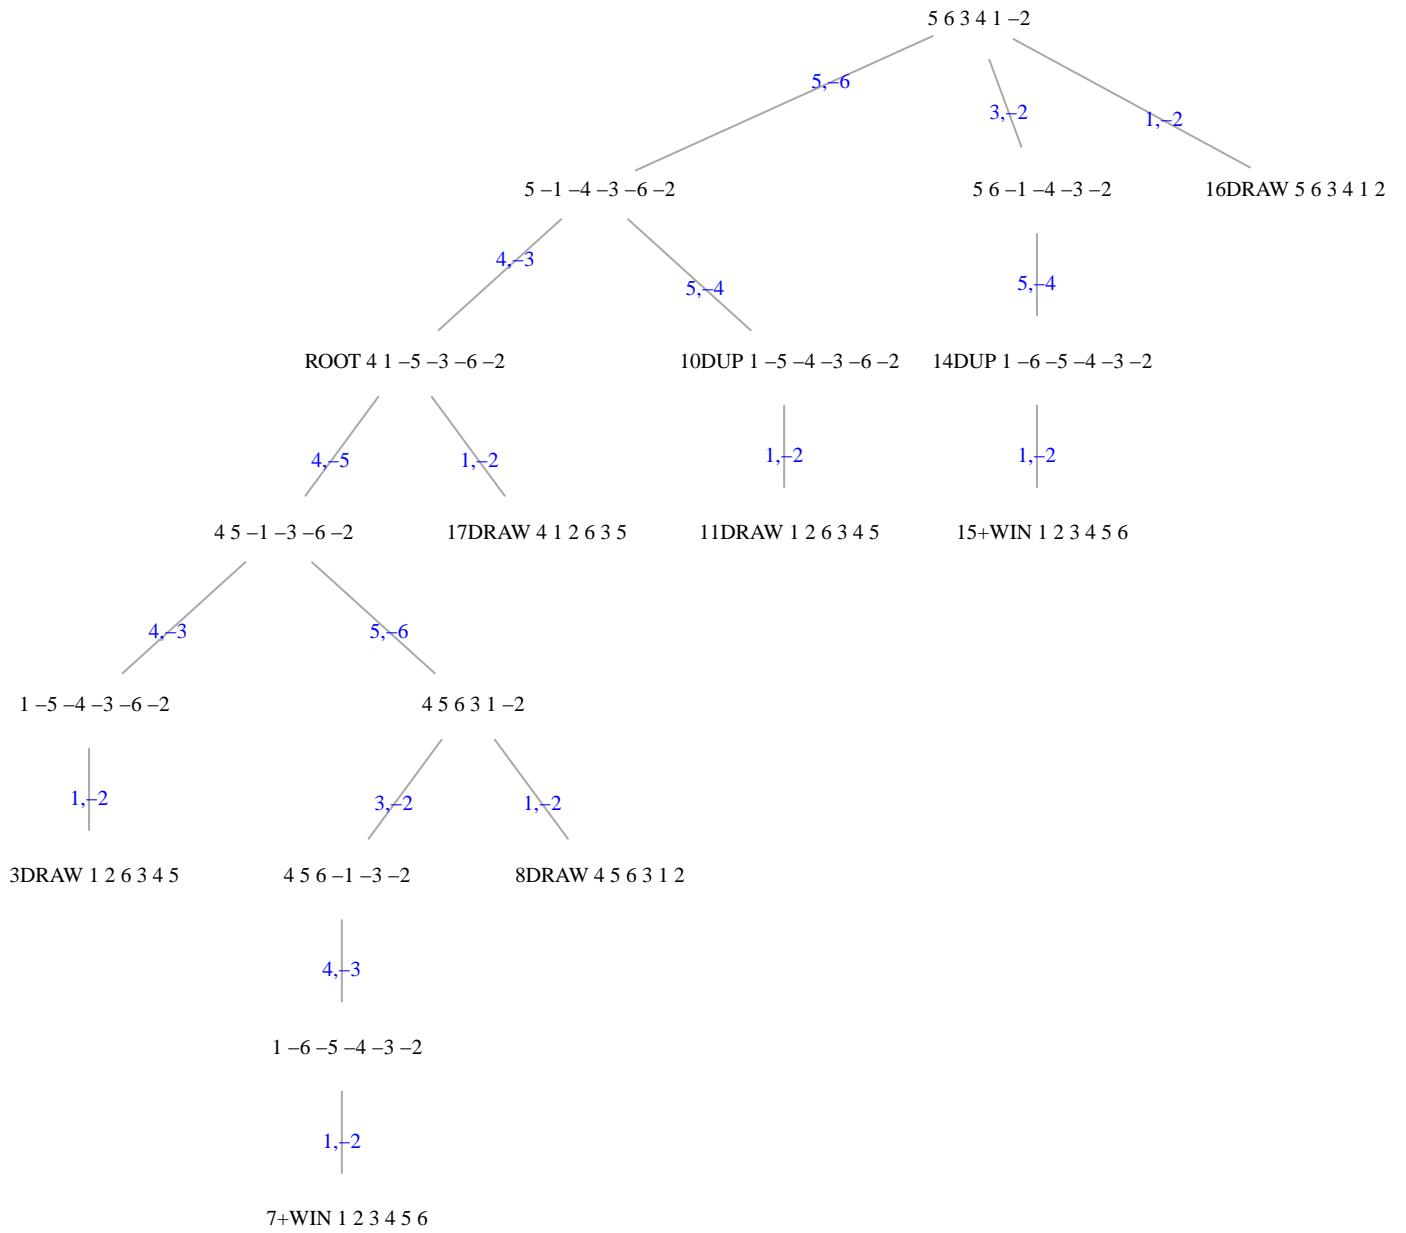 5 6 3 4 1 –2
5,–6
3,–2
1,–2
5 –1 –4 –3 –6 –2
5 6 –1 –4 –3 –2
16DRAW 5 6 3 4 1 2
4,–3
5,–4
5,–4
ROOT 4 1 –5 –3 –6 –2
10DUP 1 –5 –4 –3 –6 –2
14DUP 1 –6 –5 –4 –3 –2
4,–5
1,–2
1,–2
1,–2
4 5 –1 –3 –6 –2
17DRAW 4 1 2 6 3 5
11DRAW 1 2 6 3 4 5
15+WIN 1 2 3 4 5 6
4,–3
5,–6
1 –5 –4 –3 –6 –2
4 5 6 3 1 –2
1,–2
3,–2
1,–2
3DRAW 1 2 6 3 4 5
4 5 6 –1 –3 –2
8DRAW 4 5 6 3 1 2
4,–3
1 –6 –5 –4 –3 –2
1,–2
7+WIN 1 2 3 4 5 6